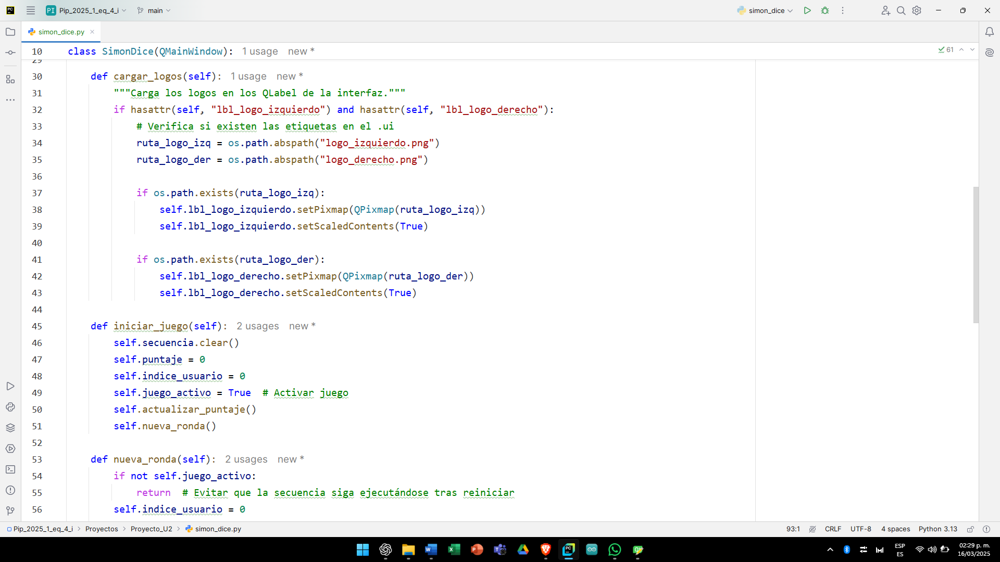 PC PI Pip_2025_1_eq_4_i main simon_dice
simon_dice.py
10 class SimonDice(QMainWindow): 1 usage new *
61
29
30 def cargar_logos(self): 1 usage new *
31 """Carga los logos en los QLabel de la interfaz."""
32 if hasattr(self, "lbl_logo_izquierdo") and hasattr(self, "lbl_logo_derecho"):
33 # Verifica si existen las etiquetas en el .ui
34 ruta_logo_izq = os.path.abspath("logo_izquierdo.png")
35 ruta_logo_der = os.path.abspath("logo_derecho.png")
36
37 if os.path.exists(ruta_logo_izq):
38 self.lbl_logo_izquierdo.setPixmap(QPixmap(ruta_logo_izq))
39 self.lbl_logo_izquierdo.setScaledContents(True)
40
41 if os.path.exists(ruta_logo_der):
42 self.lbl_logo_derecho.setPixmap(QPixmap(ruta_logo_der))
43 self.lbl_logo_derecho.setScaledContents(True)
44
45 def iniciar_juego(self): 2 usages new *
46 self.secuencia.clear()
47 self.puntaje = 0
48 self.indice_usuario = 0
49 self.juego_activo = True # Activar juego
50 self.actualizar_puntaje()
51 self.nueva_ronda()
52
53 def nueva_ronda(self): 2 usages new *
54 if not self.juego_activo:
55 return # Evitar que la secuencia siga ejecutándose tras reiniciar
56 self.indice_usuario = 0
Pip_2025_1_eq_4_i > Proyectos > Proyecto_U2 > simon_dice.py 93:1 CRLF UTF-8 4 spaces Python 3.13
ESP 02:29 p. m.
ES 16/03/2025